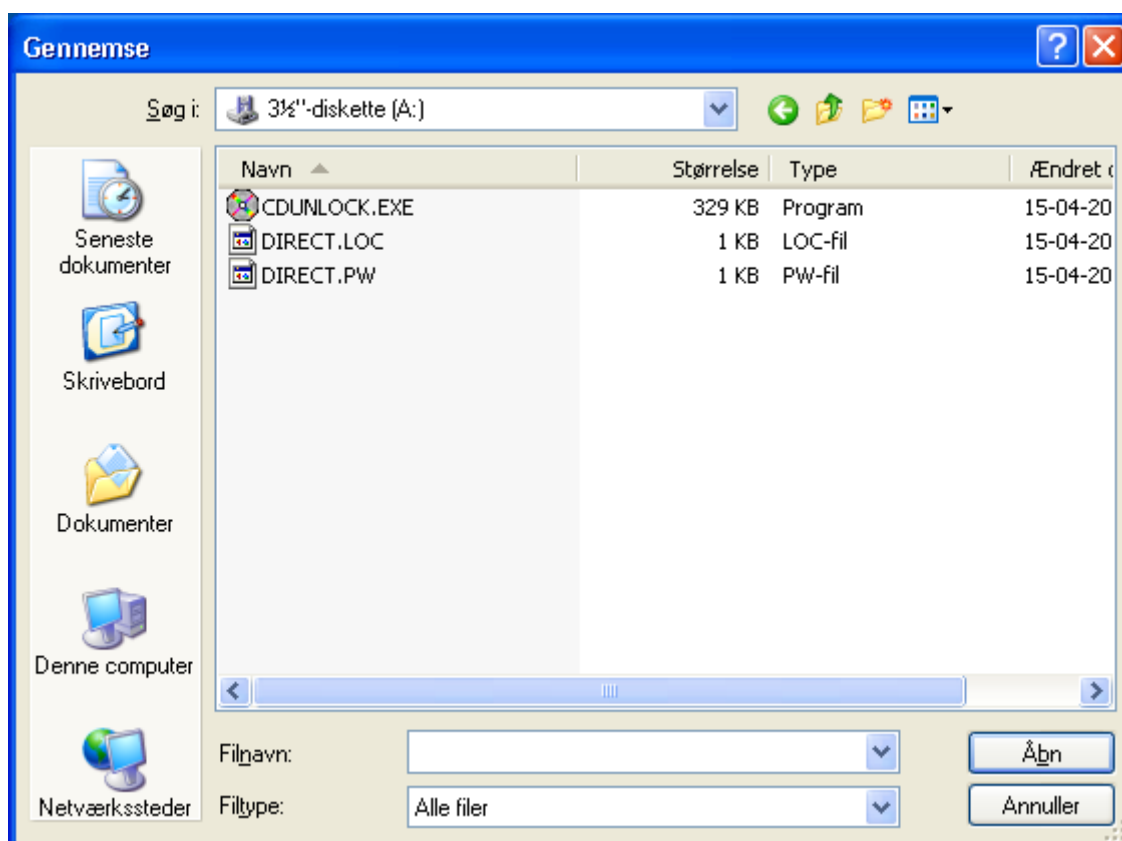 Gennemse
Søg i: 3½"-diskette (A:)
Navn Størrelse Type Ændret
CDUNLOCK.EXE 329 KB Program 15-04-20
DIRECT.LOC 1 KB LOC-fil 15-04-20
DIRECT.PW 1 KB PW-fil 15-04-20
Seneste
dokumenter
Skrivebord
Dokumenter
Denne computer
Netværkssteder
Filnavn: Åbn
Filtype: Alle filer Annuller